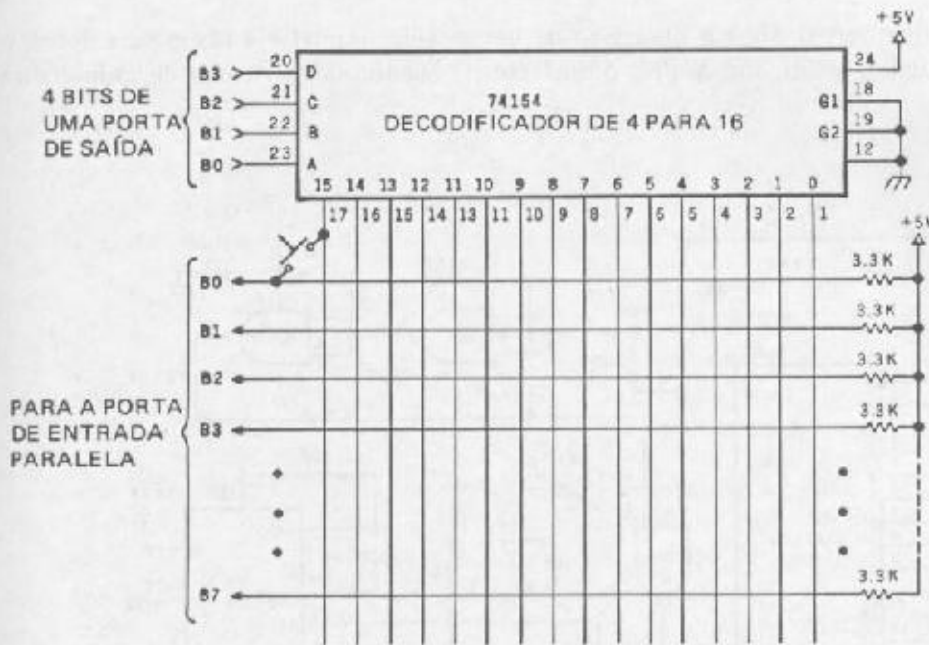 +5V
4 BITS DE
UMA PORTA
DE SAÍDA
B3 20 D
B2 21 C
B1 22 B
B0 23 A
74154
DECODIFICADOR DE 4 PARA 16
24
G1 18
G2 19
12
15 14 13 12 11 10 9 8 7 6 5 4 3 2 1 0
17 16 15 14 13 11 10 9 8 7 6 5 4 3 2 1
+5V
B0 3.3K
B1 3.3K
B2 3.3K
PARA A PORTA
DE ENTRADA
PARALELA
B3 3.3K
B7 3.3K